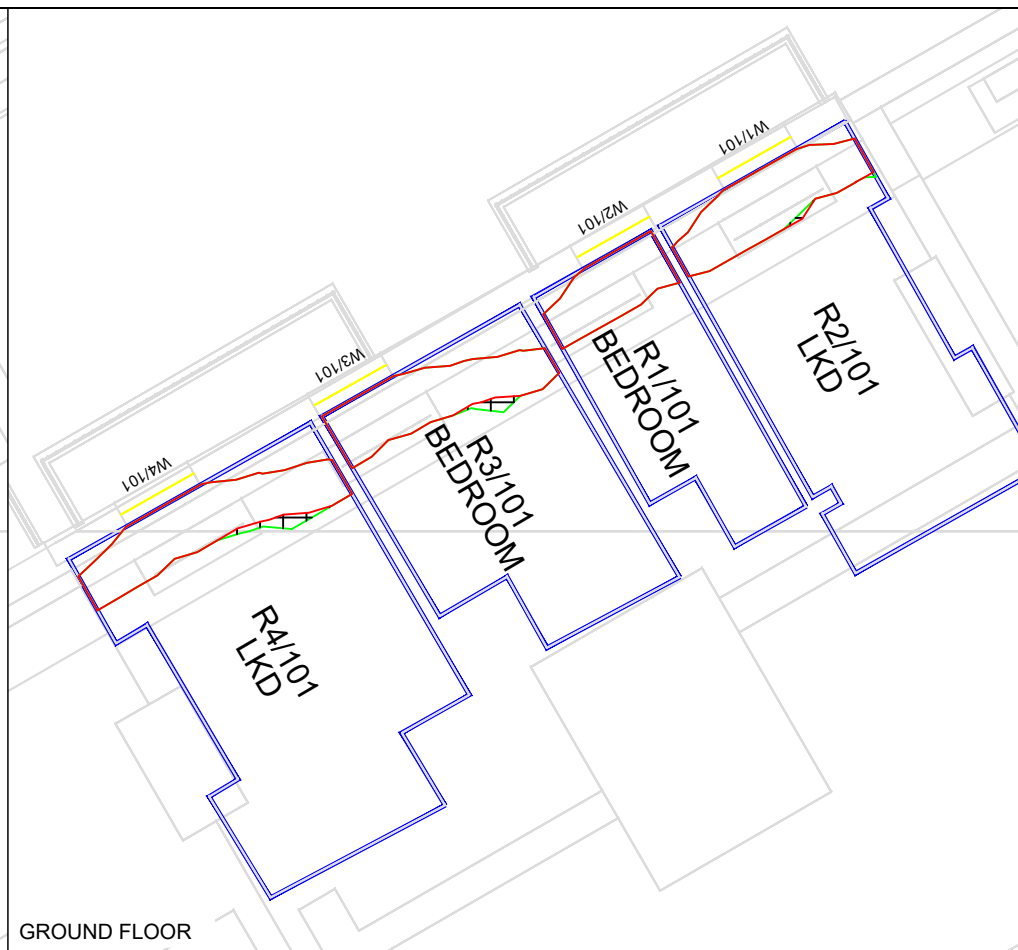 W1/101
W2/101
W3/101
W4/101
R2/101
LKD
R1/101
BEDROOM
R3/101
BEDROOM
R4/101
LKD
GROUND FLOOR